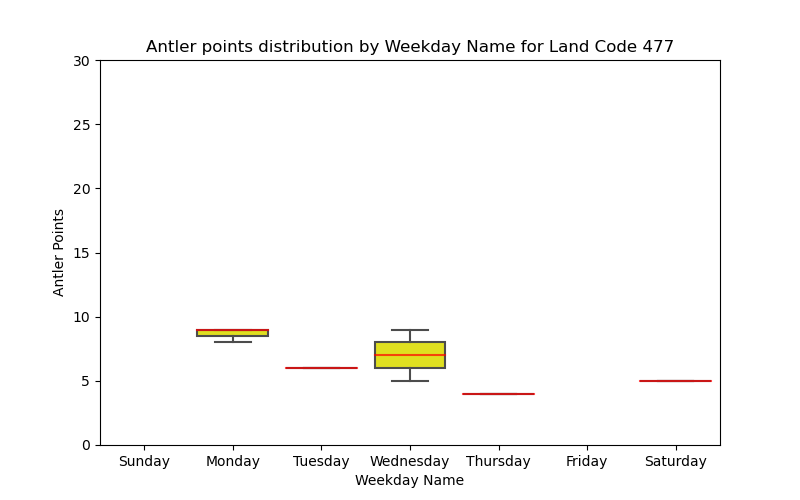 Antler points distribution by Weekday Name for Land Code 477
30
25
20
15
10
5
0
Antler Points
Sunday Monday Tuesday Wednesday Thursday Friday Saturday
Weekday Name